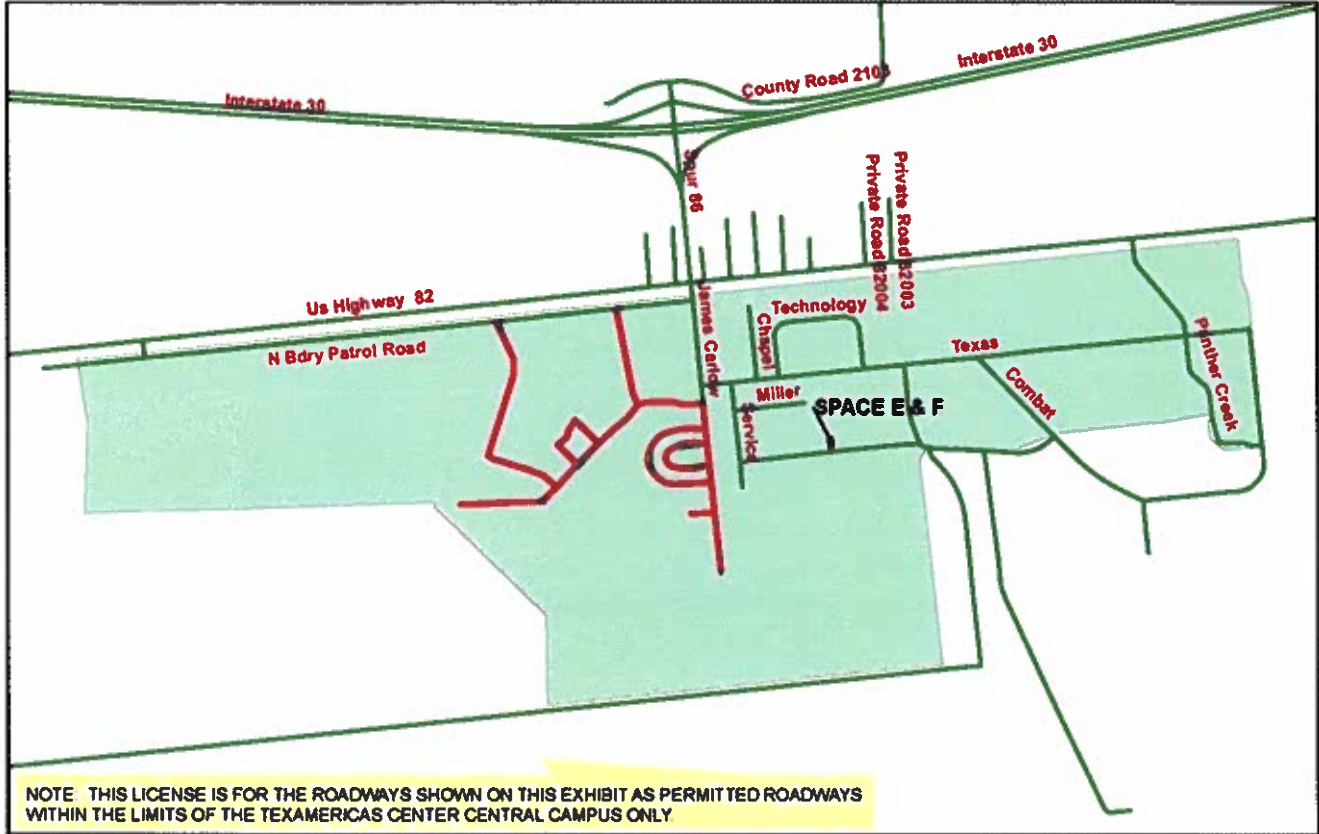 Interstate 30
County Road 2103
Interstate 30
Spur 86
Private Road 82004
Private Road 82003
Us Highway 82
N Bdry Patrol Road
James Carlow
Chapel
Technology
Texas
Combat
Panther Creek
Miller
Service
SPACE E & F
NOTE: THIS LICENSE IS FOR THE ROADWAYS SHOWN ON THIS EXHIBIT AS PERMITTED ROADWAYS
WITHIN THE LIMITS OF THE TEXAMERICAS CENTER CENTRAL CAMPUS ONLY